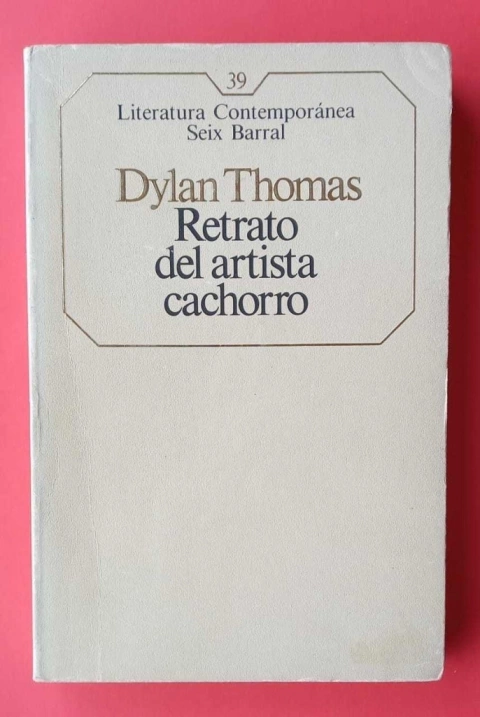 39
Literatura Contemporánea
Seix Barral
Dylan Thomas
Retrato
del artista
cachorro